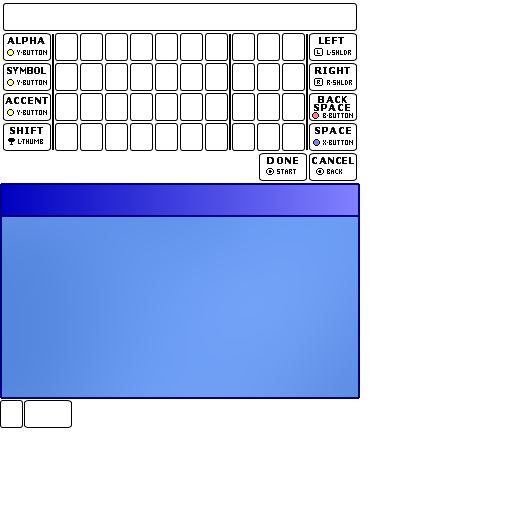 ALPHA
Y-BUTTON
SYMBOL
Y-BUTTON
ACCENT
Y-BUTTON
SHIFT
L-THUMB
LEFT
L L-SHLDR
RIGHT
R R-SHLDR
BACK
SPACE
B-BUTTON
SPACE
X-BUTTON
DONE
START
CANCEL
BACK